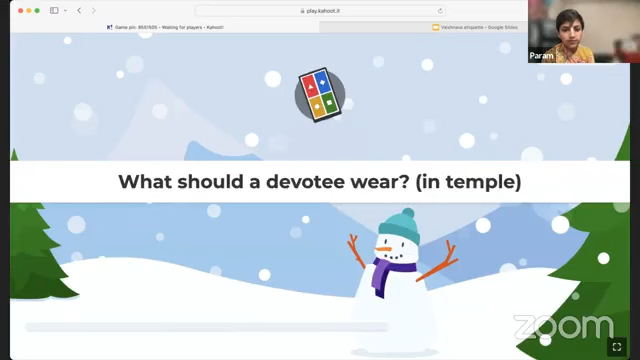 play.kahoot.it
Game pin: 8551505 - Waiting for players - Kahoot!
Vaishnava etiquette - Google Slides
Param
What should a devotee wear? (in temple)
zoom